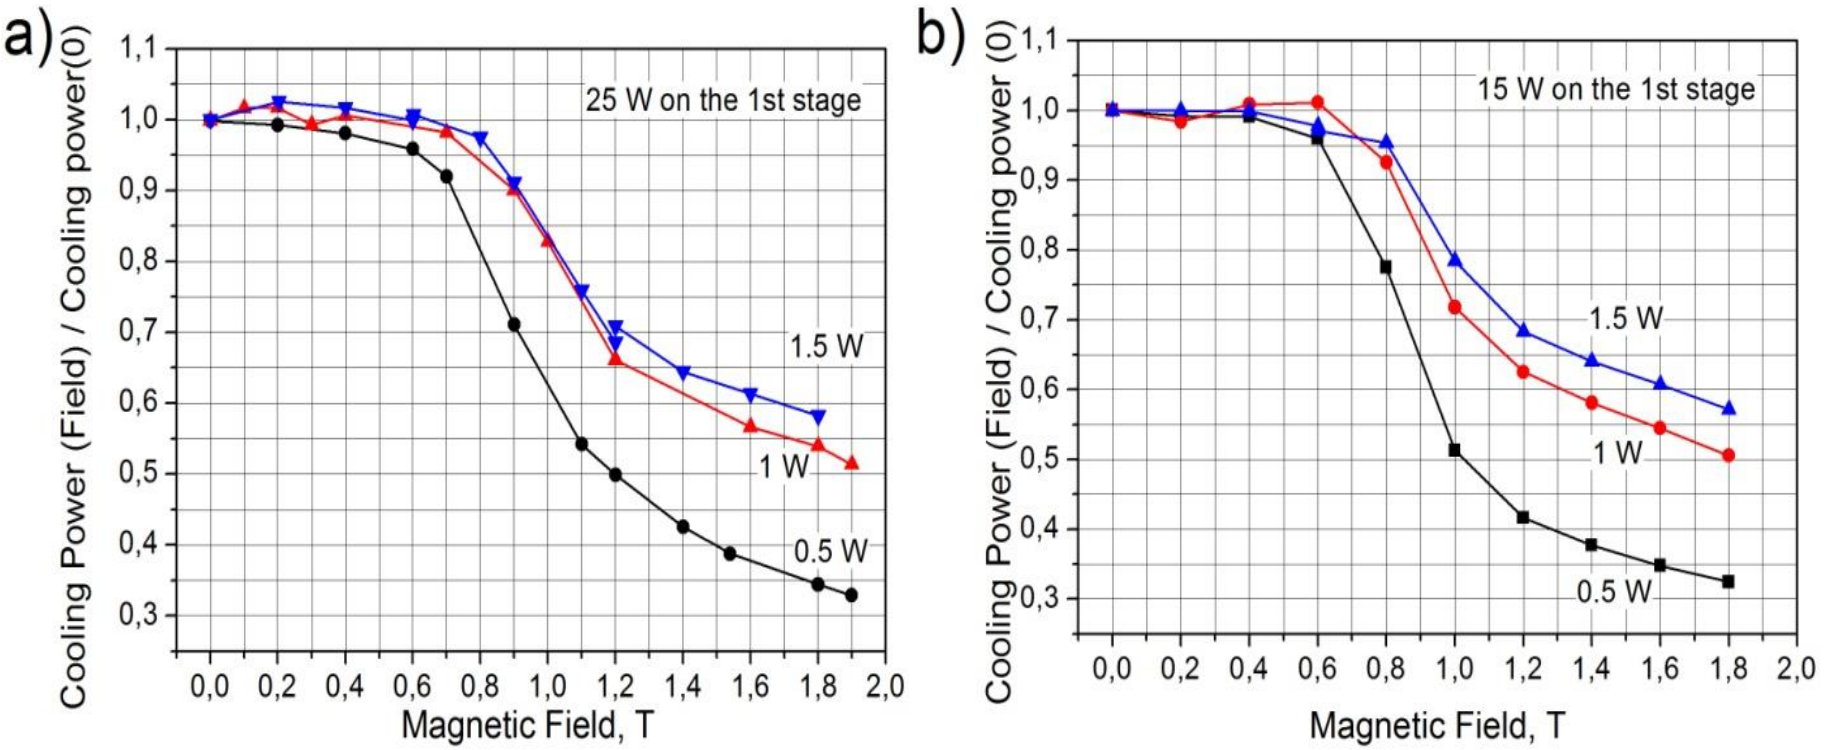 a)
Cooling Power (Field) / Cooling power(0)
1,1
1,0
0,9
0,8
0,7
0,6
0,5
0,4
0,3
25 W on the 1st stage
1.5 W
1 W
0.5 W
0,0 0,2 0,4 0,6 0,8 1,0 1,2 1,4 1,6 1,8 2,0
Magnetic Field, T
b)
Cooling Power (Field) / Cooling power (0)
1,1
1,0
0,9
0,8
0,7
0,6
0,5
0,4
0,3
15 W on the 1st stage
1.5 W
1 W
0.5 W
0,0 0,2 0,4 0,6 0,8 1,0 1,2 1,4 1,6 1,8 2,0
Magnetic Field, T